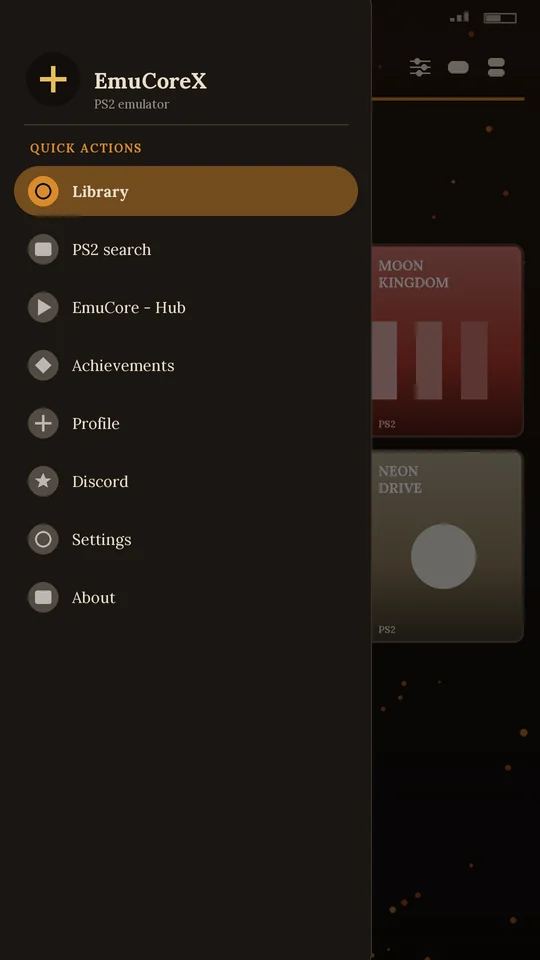 EmuCoreX
PS2 emulator
QUICK ACTIONS
Library
PS2 search
EmuCore - Hub
Achievements
Profile
Discord
Settings
About
MOON
KINGDOM
PS2
NEON
DRIVE
PS2